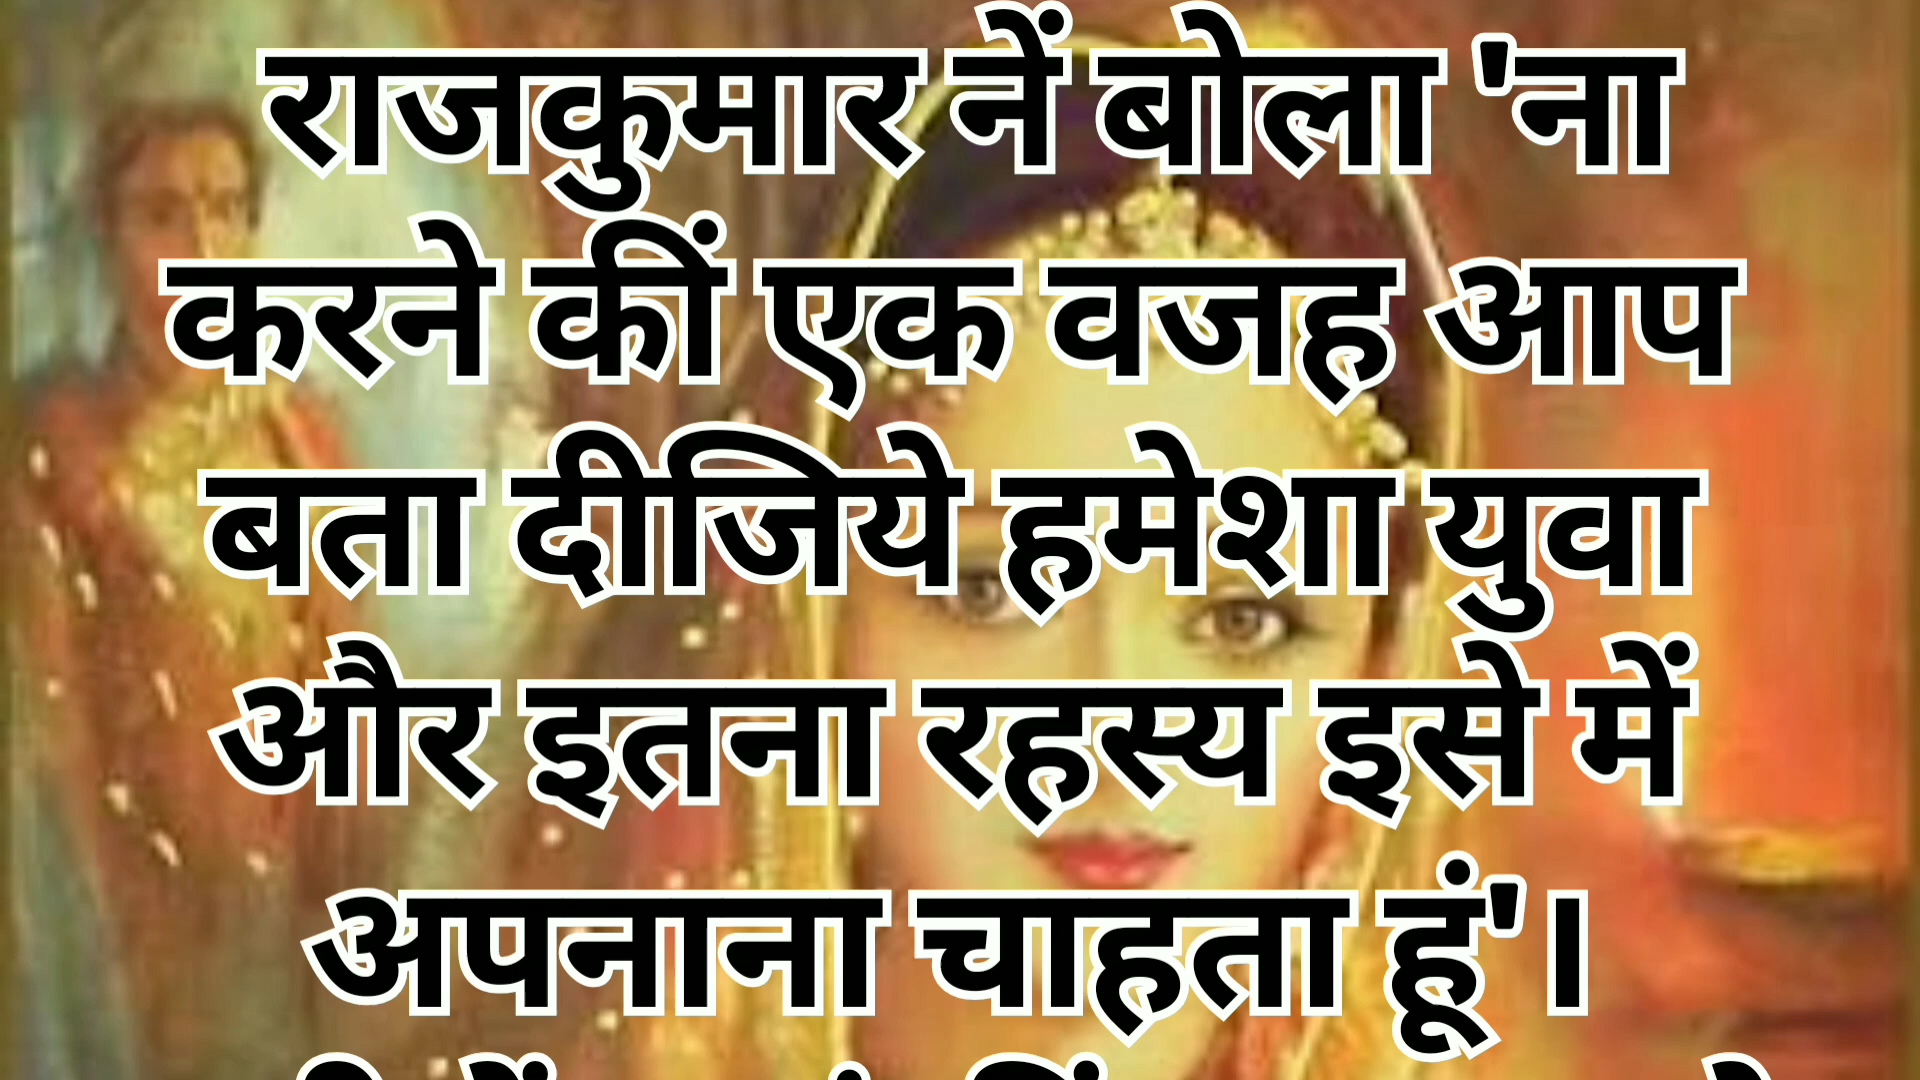 राजकुमार नें बोला 'ना
करने कीं एक वजह आप
बता दीजिये हमेशा युवा
और इतना रहस्य इसे में
अपनाना चाहता हूं'।